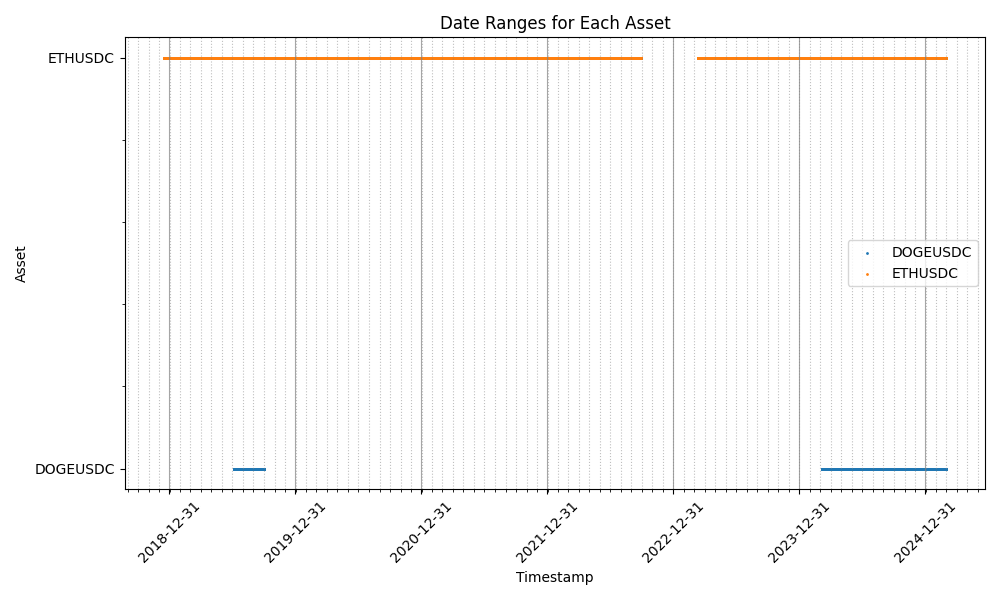 Date Ranges for Each Asset
ETHUSDC
Asset
DOGEUSDC
ETHUSDC
DOGEUSDC
2018-12-31
2019-12-31
2020-12-31
2021-12-31
2022-12-31
2023-12-31
2024-12-31
Timestamp